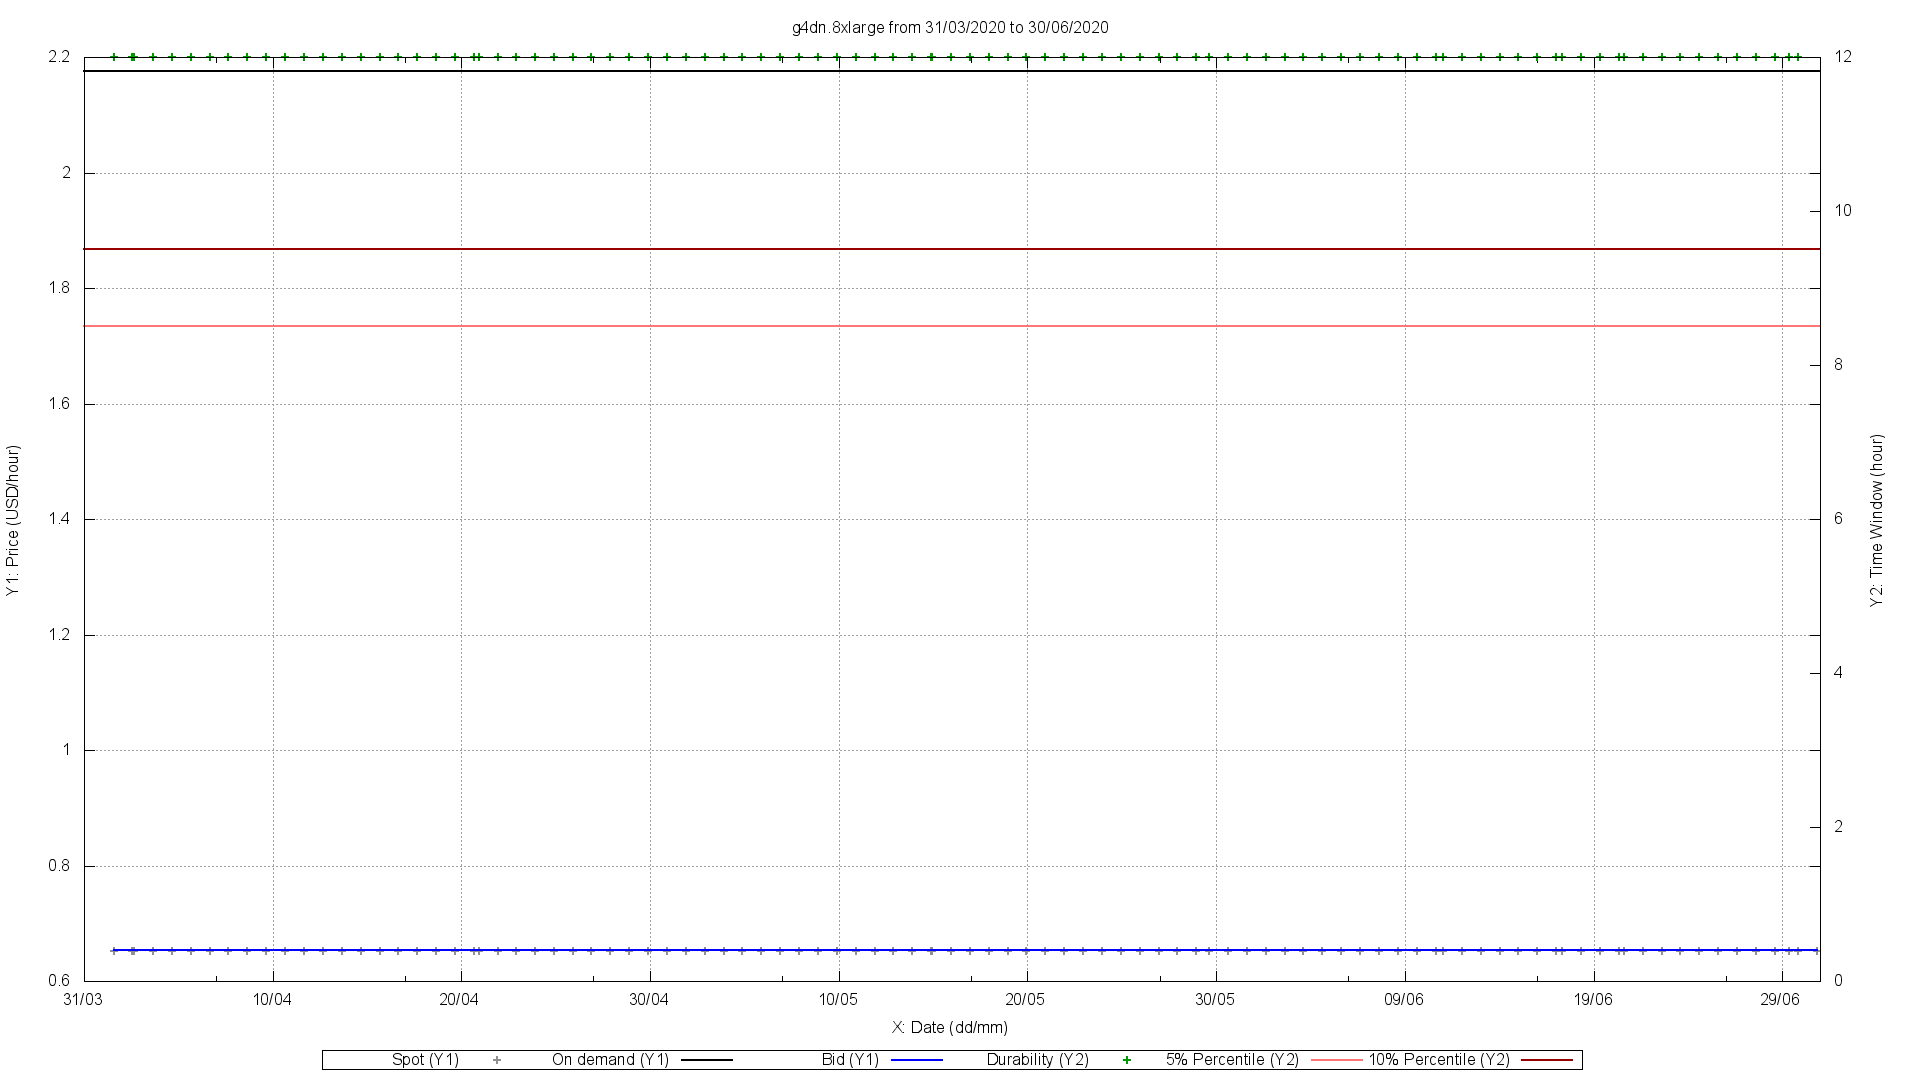 g4dn.8xlarge from 31/03/2020 to 30/06/2020
2.2
2
1.8
1.6
1.4
1.2
1
0.8
0.6
Y1: Price (USD/hour)
12
10
8
6
4
2
0
Y2: Time Window (hour)
31/03 10/04 20/04 30/04 10/05 20/05 30/05 09/06 19/06 29/06
X: Date (dd/mm)
Spot (Y1) On demand (Y1) Bid (Y1) Durability (Y2) 5% Percentile (Y2) 10% Percentile (Y2)